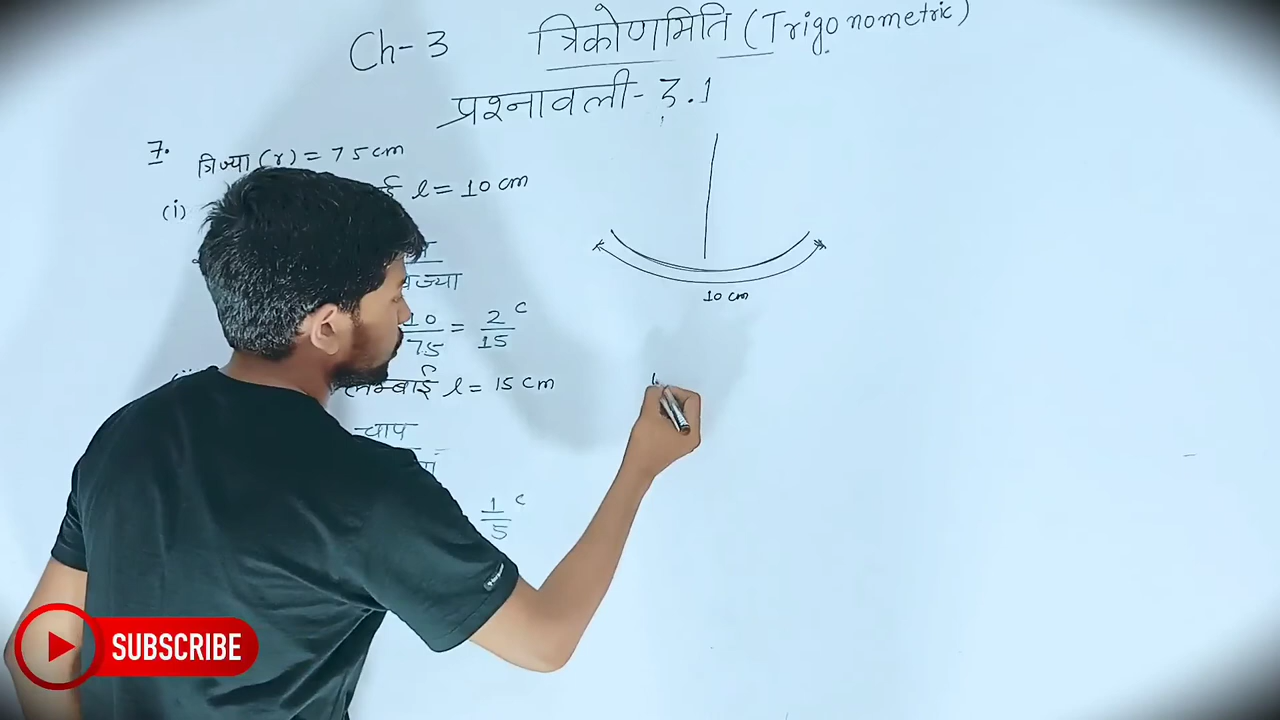 Ch-3 त्रिकोणमिति (Trigonometric)
प्रश्नावली-3.1
7. त्रिज्या (r) = 75 cm
(i) l = 10 cm
10/75 = 2/15 c
लम्बाई l = 15 cm
चाप
1/5 c
10 cm
SUBSCRIBE